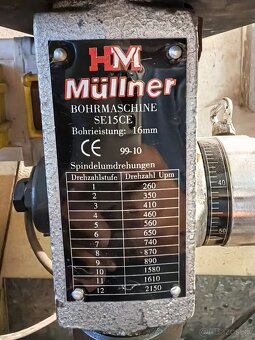 HM
Müllner
BOHRMASCHINE
SE15CE
Bohrleistung: 16mm
CE 99-10
Spindelumdrehungen
Drehzahlstufe Drehzahl Upm
1 260
2 350
3 410
4 460
5 560
6 650
7 740
8 870
9 890
10 1580
11 1610
12 2150
40
60